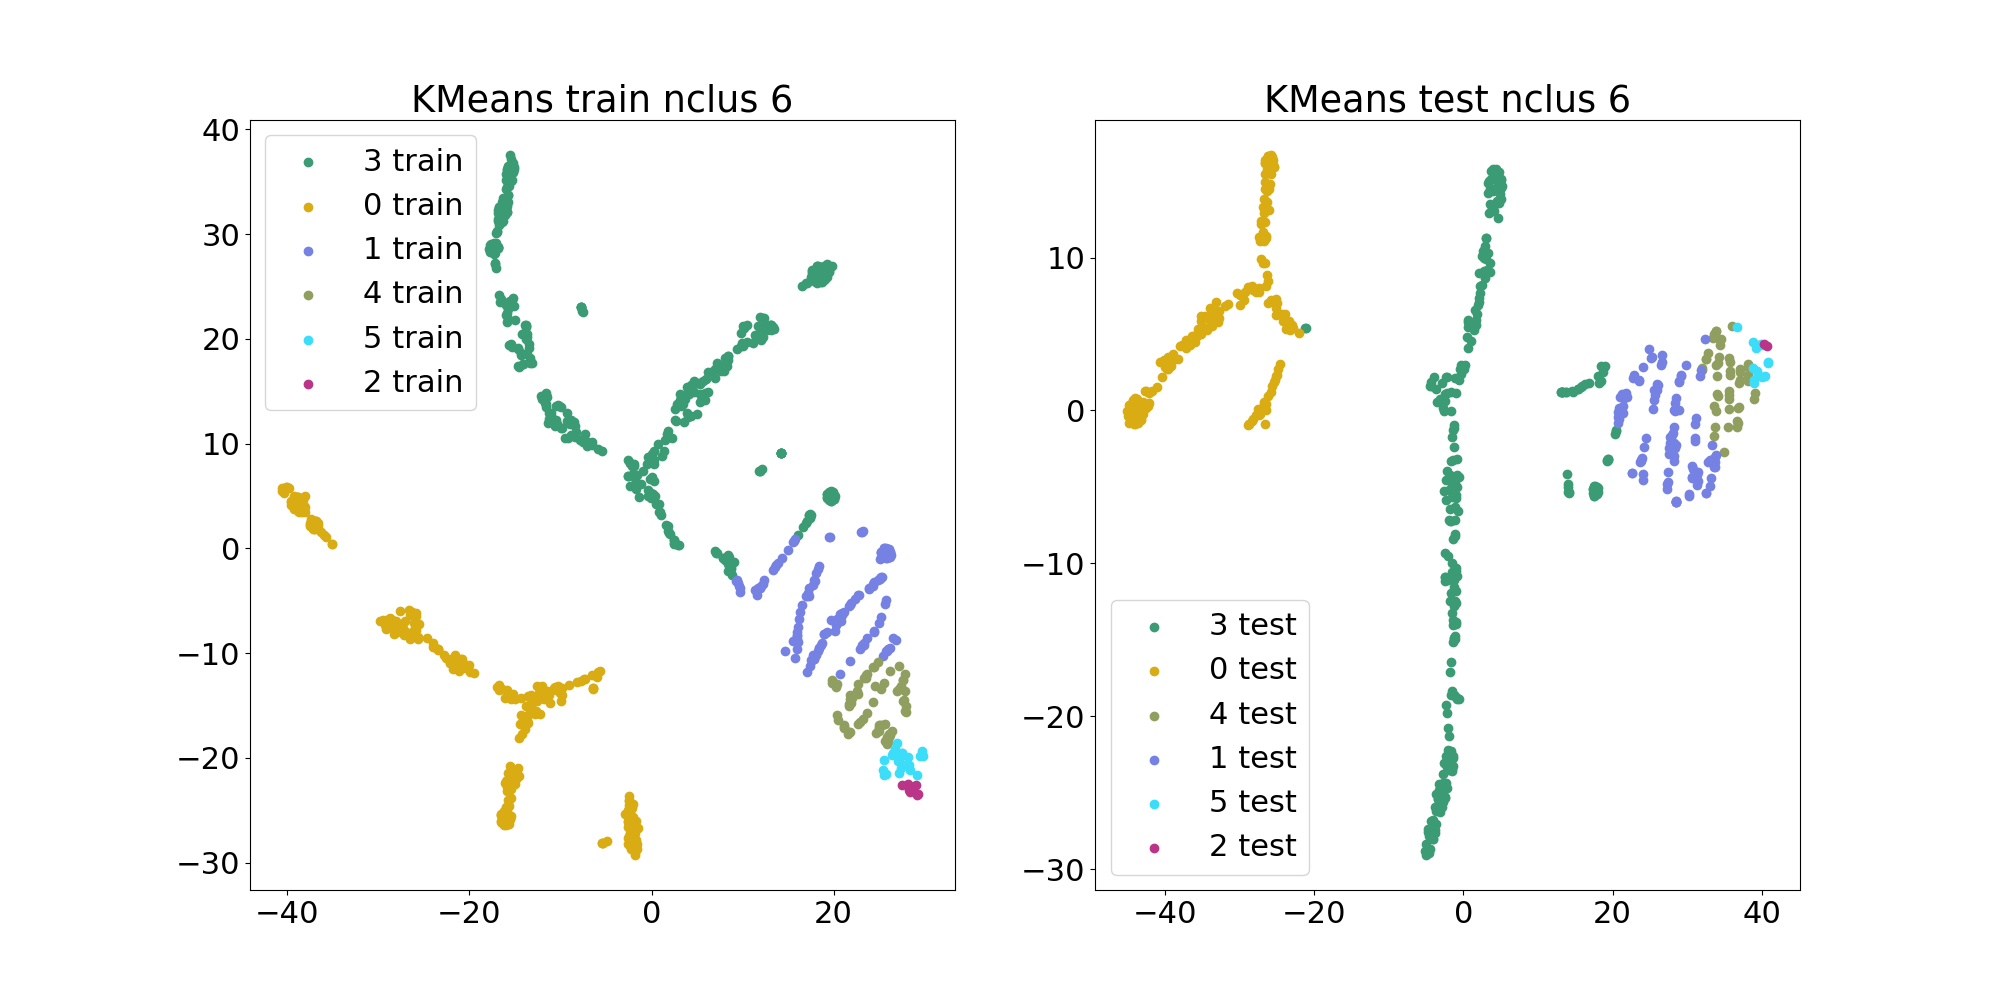 KMeans train nclus 6
40
30
20
10
0
−10
−20
−30
−40
−20
0
20
3 train
0 train
1 train
4 train
5 train
2 train
KMeans test nclus 6
10
0
−10
−20
−30
−40
−20
0
20
40
3 test
0 test
4 test
1 test
5 test
2 test